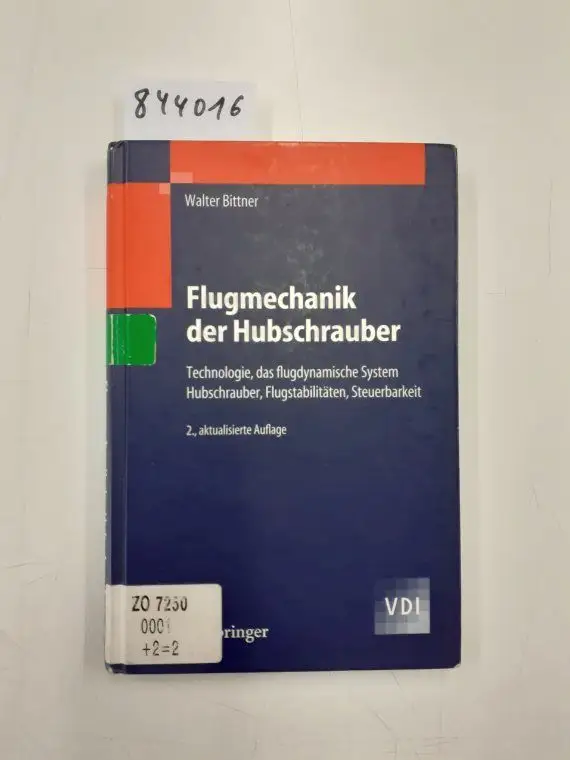 844016
Walter Bittner
Flugmechanik
der Hubschrauber
Technologie, das flugdynamische System
Hubschrauber, Flugstabilitäten, Steuerbarkeit
2., aktualisierte Auflage
VDI
ZO 7250
0001
+2=2
pringer